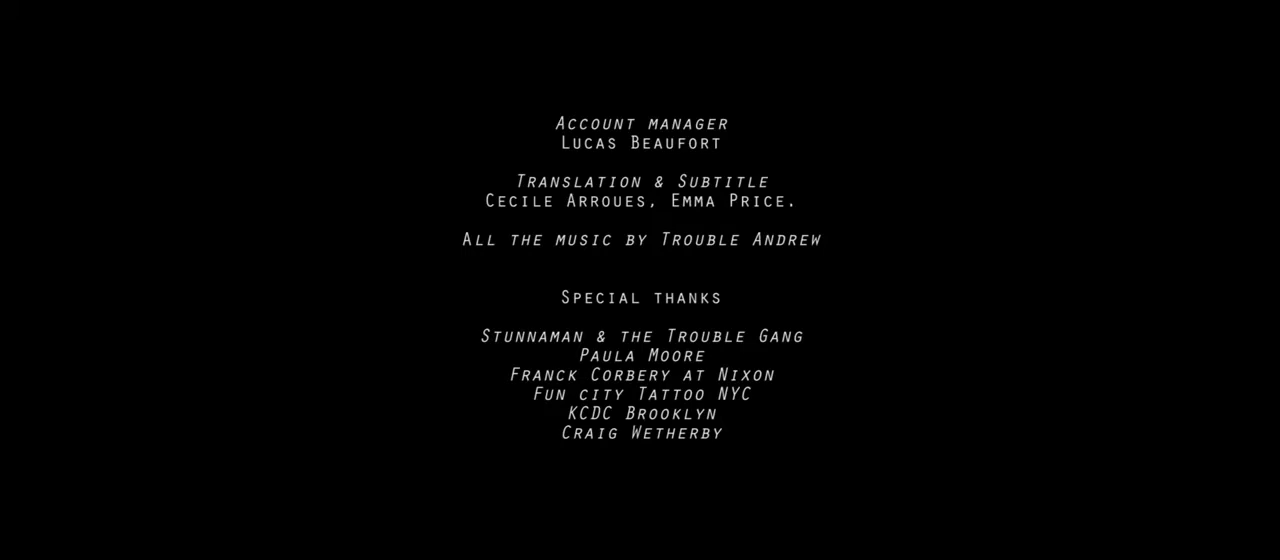 Account manager
Lucas Beaufort
Translation & Subtitle
Cecile Arroues, Emma Price.
All the music by Trouble Andrew
Special thanks
Stunnaman & the Trouble Gang
Paula Moore
Franck Corbery at Nixon
Fun city Tattoo NYC
KCDC Brooklyn
Craig Wetherby